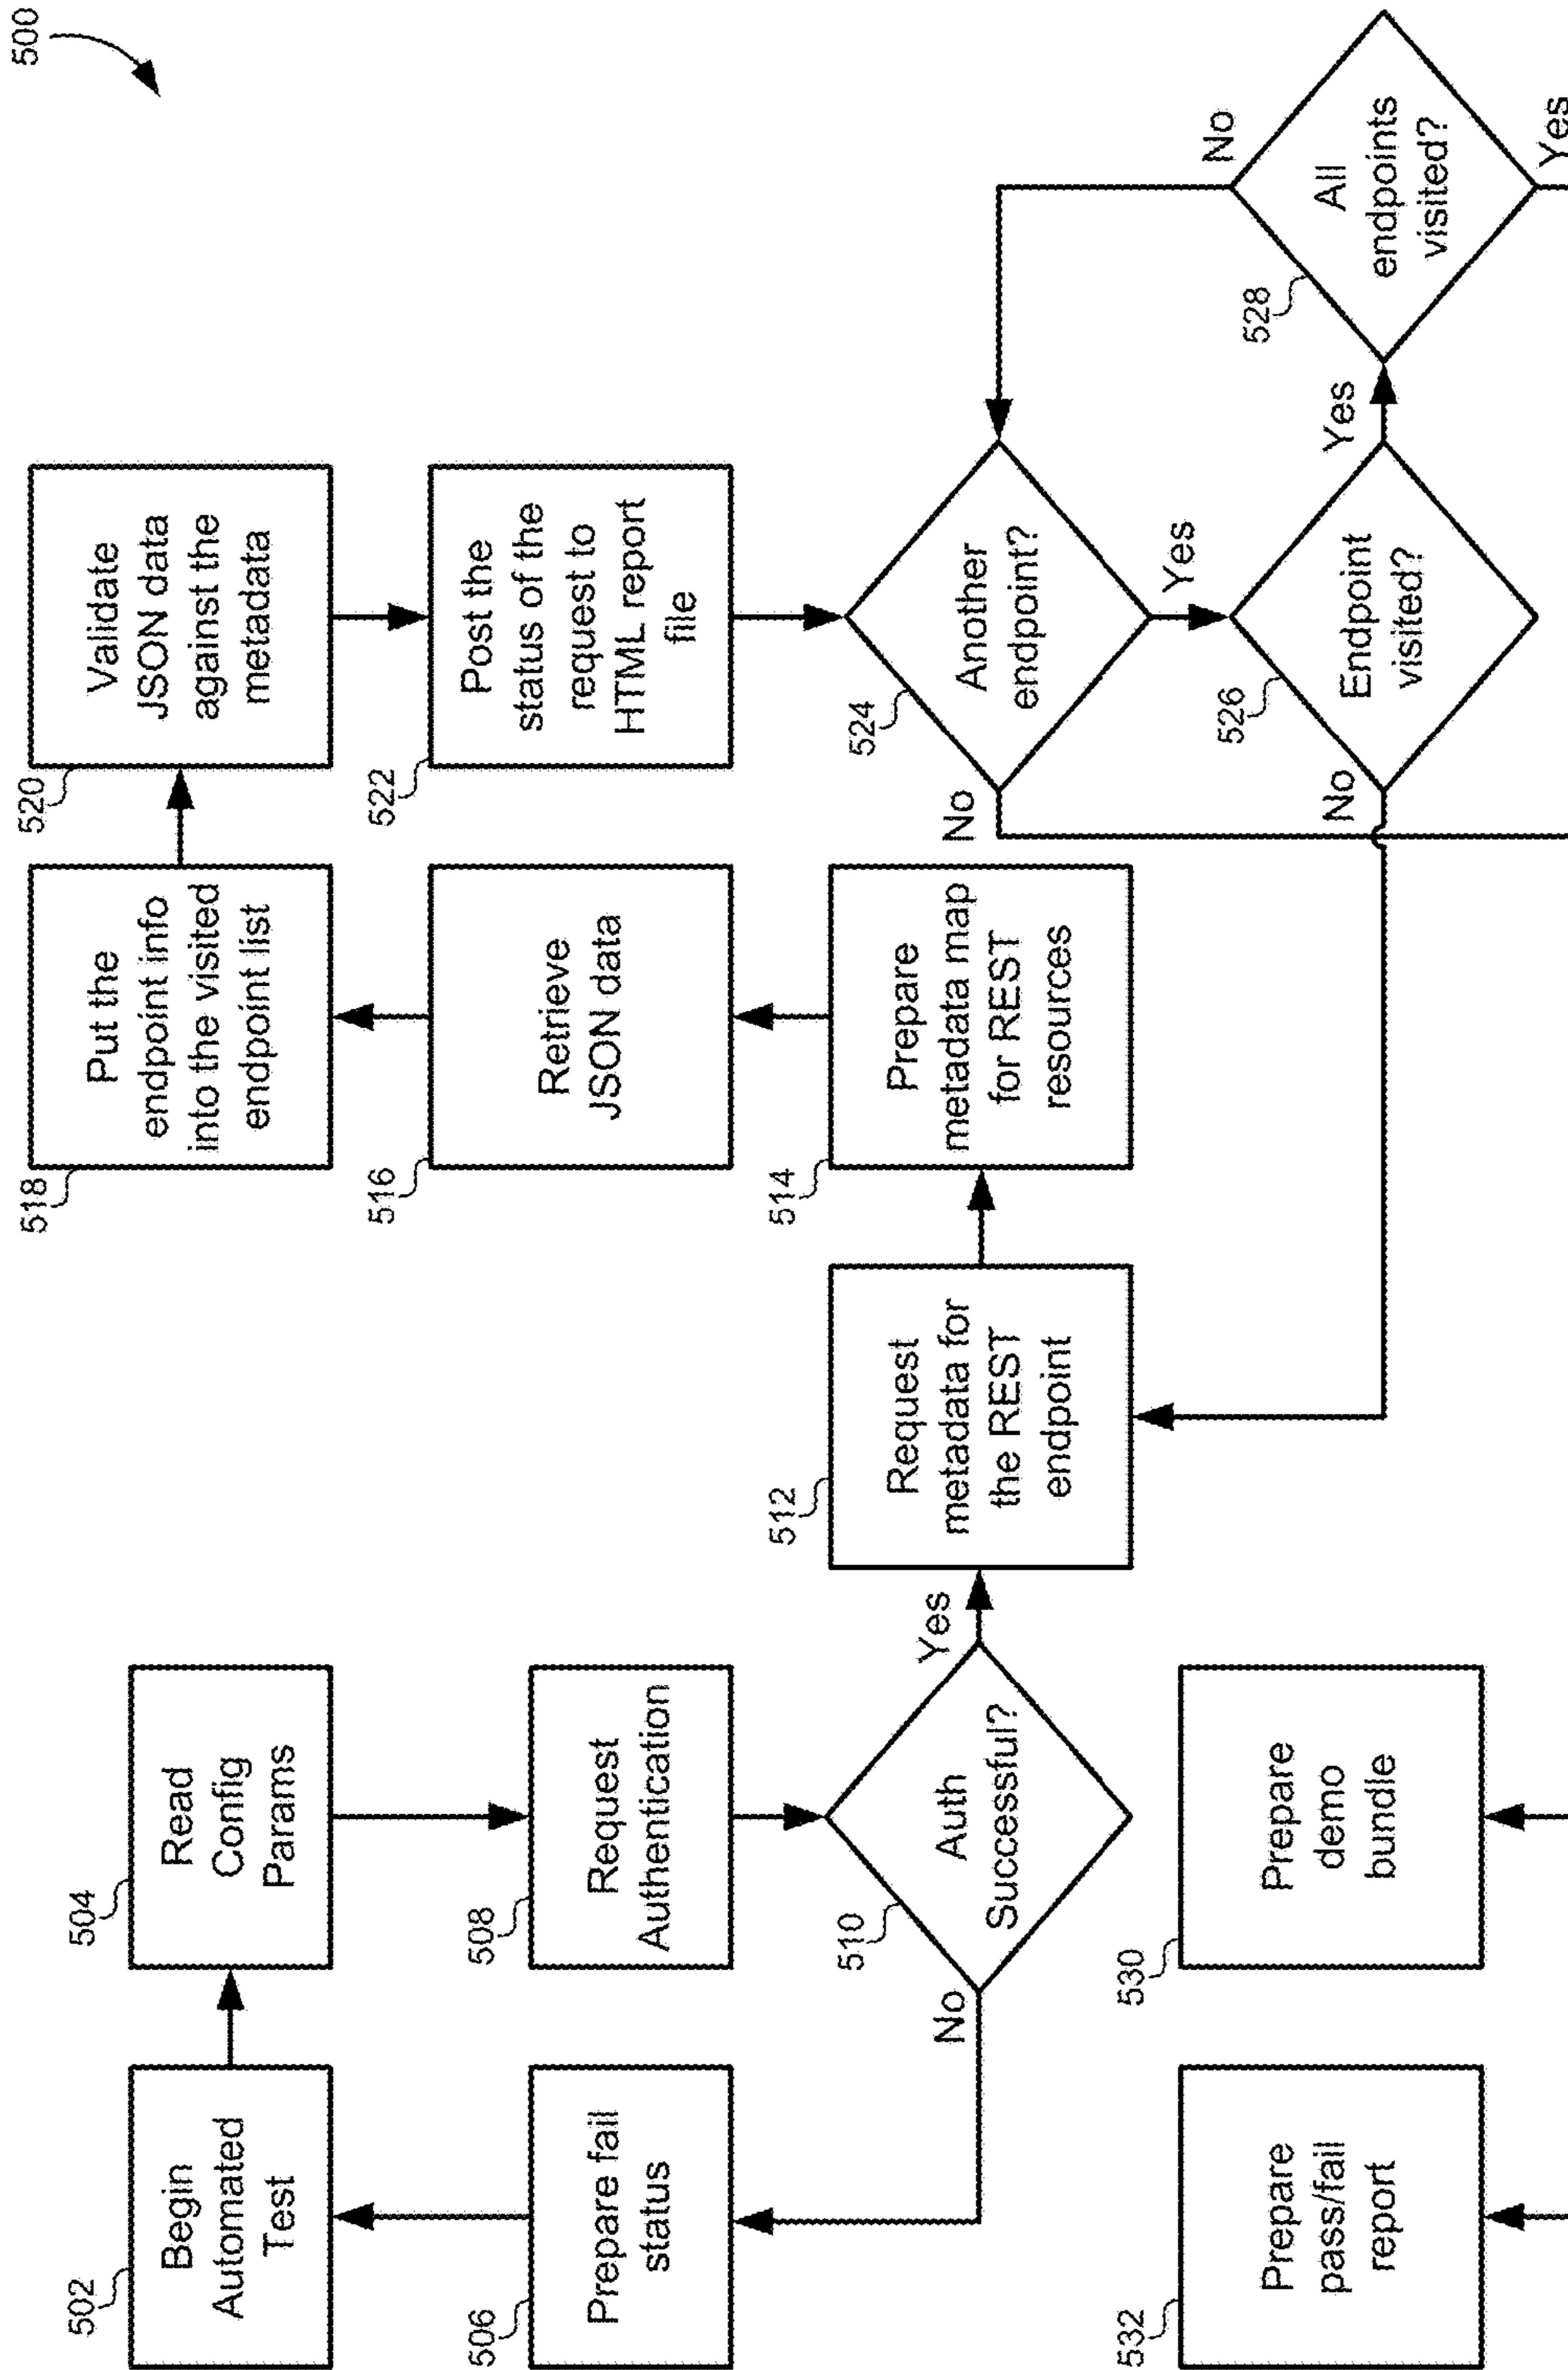 500
502
Begin
Automated
Test
504
Read
Config
Params
506
Prepare fail
status
508
Request
Authentication
510
Auth
Successful?
No
Yes
512
Request
metadata for
the REST
endpoint
514
Prepare
metadata map
for REST
resources
516
Retrieve
JSON data
518
Put the
endpoint info
into the visited
endpoint list
520
Validate
JSON data
against the
metadata
522
Post the
status of the
request to
HTML report
file
524
Another
endpoint?
No
Yes
526
Endpoint
visited?
No
Yes
528
All
endpoints
visited?
No
Yes
530
Prepare
demo
bundle
532
Prepare
pass/fail
report